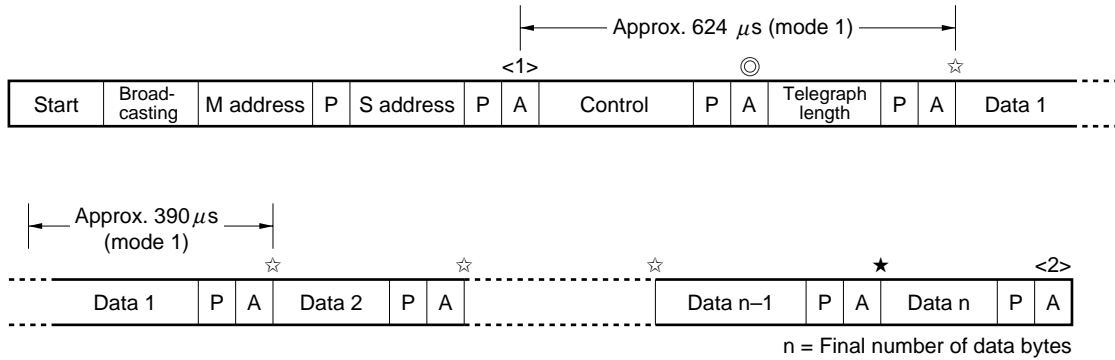 Approx. 624 μs (mode 1)
<1> ◎ ☆
Start Broad-casting M address P S address P A Control P A Telegraph length P A Data 1
Approx. 390 μs
(mode 1)
☆ ☆ ☆ ★ <2>
Data 1 P A Data 2 P A Data n–1 P A Data n P A
n = Final number of data bytes